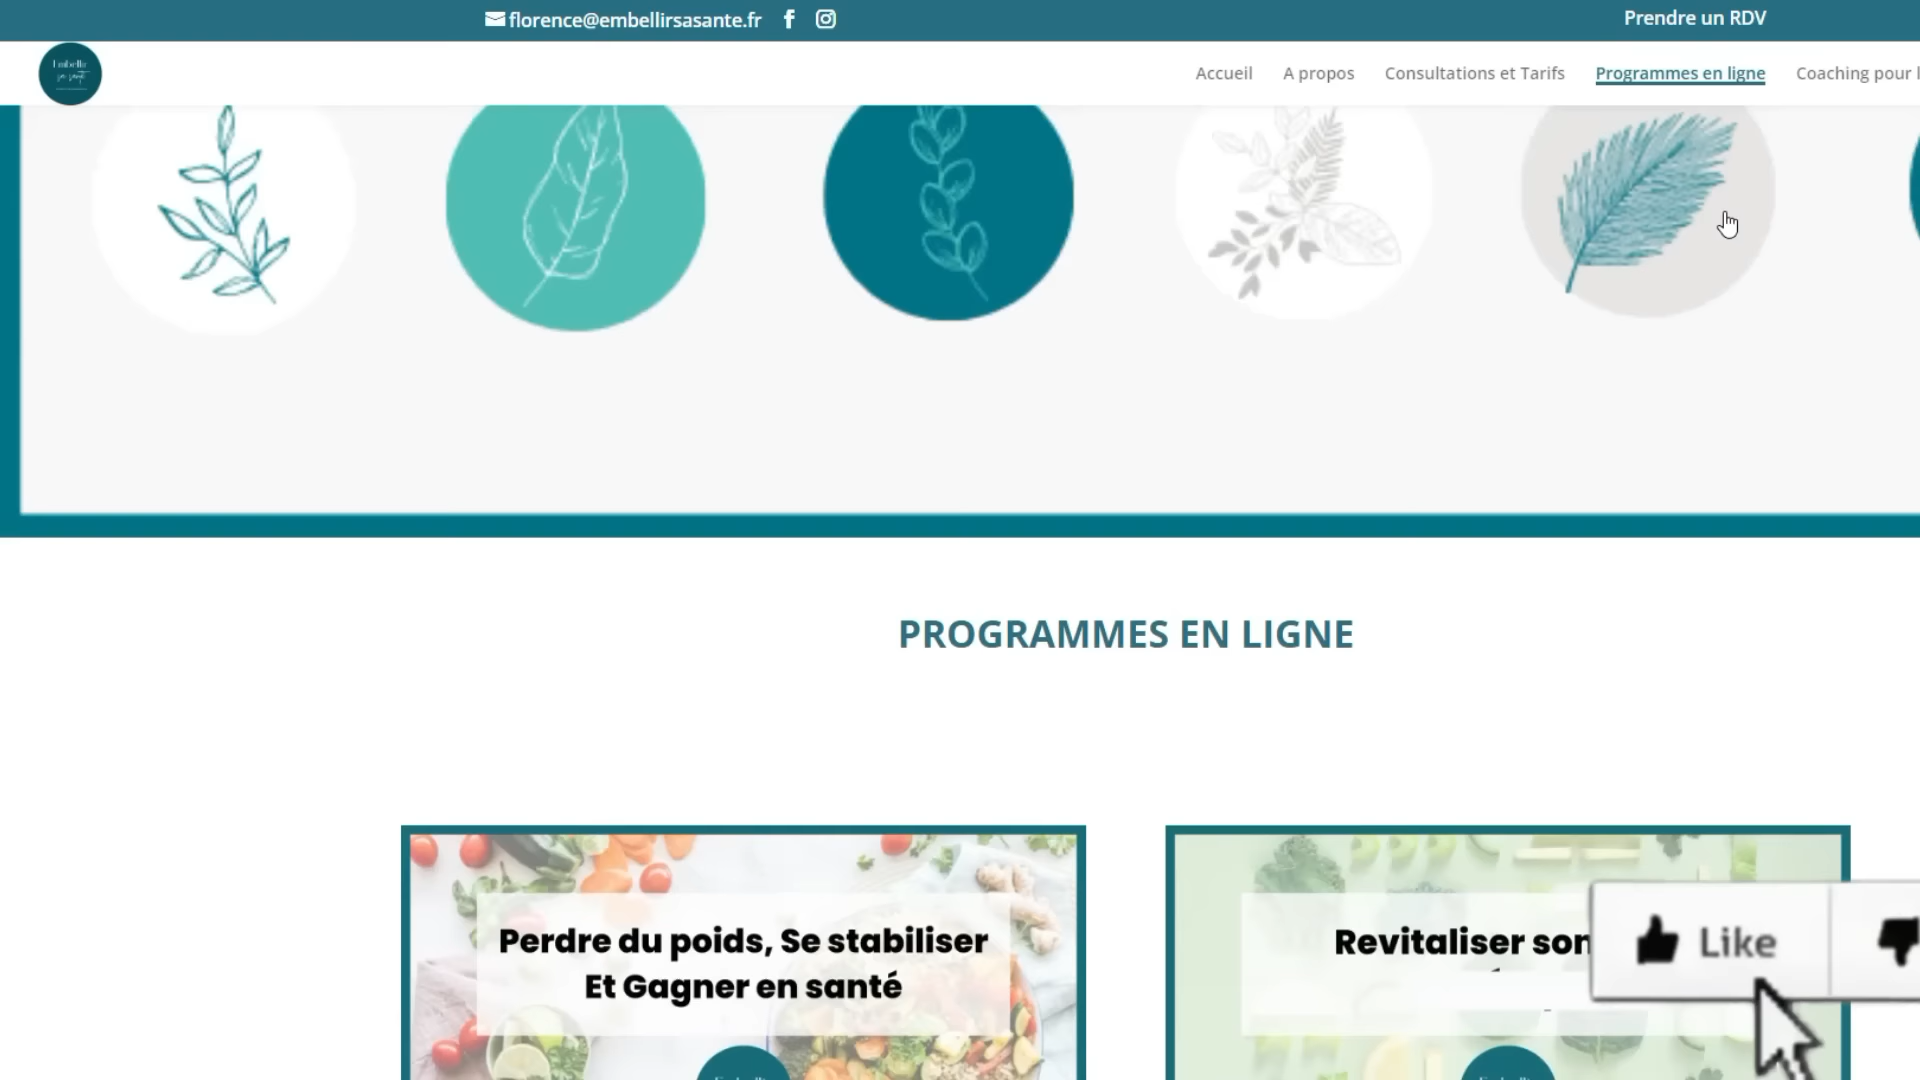 florence@embellirsasante.fr
Prendre un RDV
Embellir
Accueil
A propos
Consultations et Tarifs
Programmes en ligne
Coaching pour
PROGRAMMES EN LIGNE
Perdre du poids, Se stabiliser
Et Gagner en santé
Revitaliser son
Like